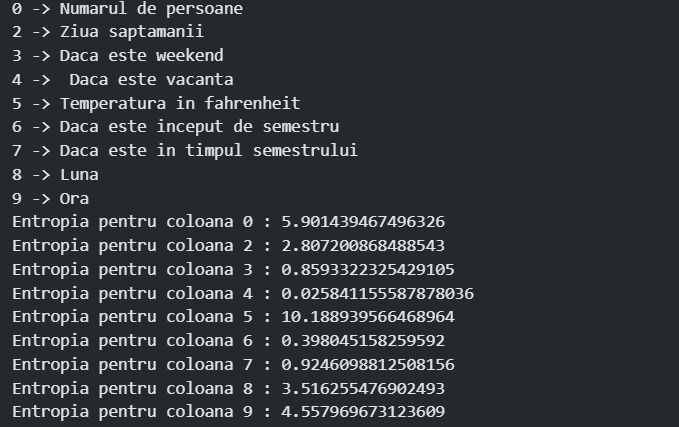 0 -> Numarul de persoane
2 -> Ziua saptamanii
3 -> Daca este weekend
4 ->  Daca este vacanta
5 -> Temperatura in fahrenheit
6 -> Daca este inceput de semestru
7 -> Daca este in timpul semestrului
8 -> Luna
9 -> Ora
Entropia pentru coloana 0 : 5.901439467496326
Entropia pentru coloana 2 : 2.807200868488543
Entropia pentru coloana 3 : 0.8593322325429105
Entropia pentru coloana 4 : 0.025841155587878036
Entropia pentru coloana 5 : 10.188939566468964
Entropia pentru coloana 6 : 0.398045158259592
Entropia pentru coloana 7 : 0.9246098812508156
Entropia pentru coloana 8 : 3.516255476902493
Entropia pentru coloana 9 : 4.557969673123609